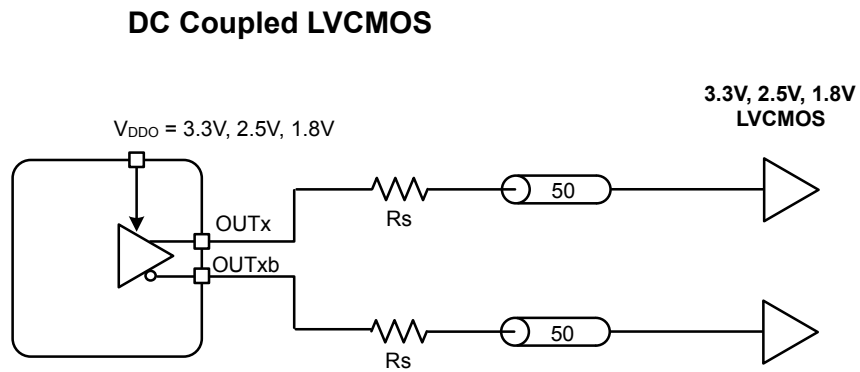 DC Coupled LVCMOS
3.3V, 2.5V, 1.8V
LVCMOS
VDDO = 3.3V, 2.5V, 1.8V
OUTx
Rs
50
OUTxb
Rs
50